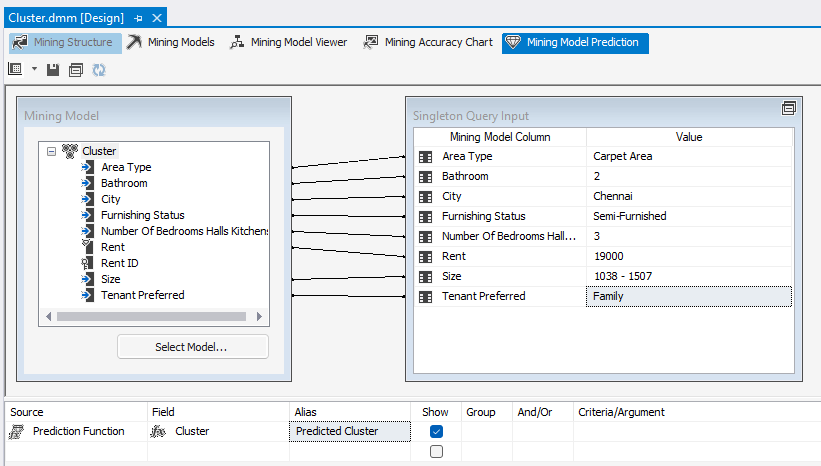 Cluster.dmm [Design]
Mining Structure Mining Models Mining Model Viewer Mining Accuracy Chart Mining Model Prediction
Mining Model
Cluster
Area Type
Bathroom
City
Furnishing Status
Number Of Bedrooms Halls Kitchens
Rent
Rent ID
Size
Tenant Preferred
Select Model...
Singleton Query Input
Mining Model Column Value
Area Type Carpet Area
Bathroom 2
City Chennai
Furnishing Status Semi-Furnished
Number Of Bedrooms Hall... 3
Rent 19000
Size 1038 - 1507
Tenant Preferred Family
Source Field Alias Show Group And/Or Criteria/Argument
Prediction Function Cluster Predicted Cluster